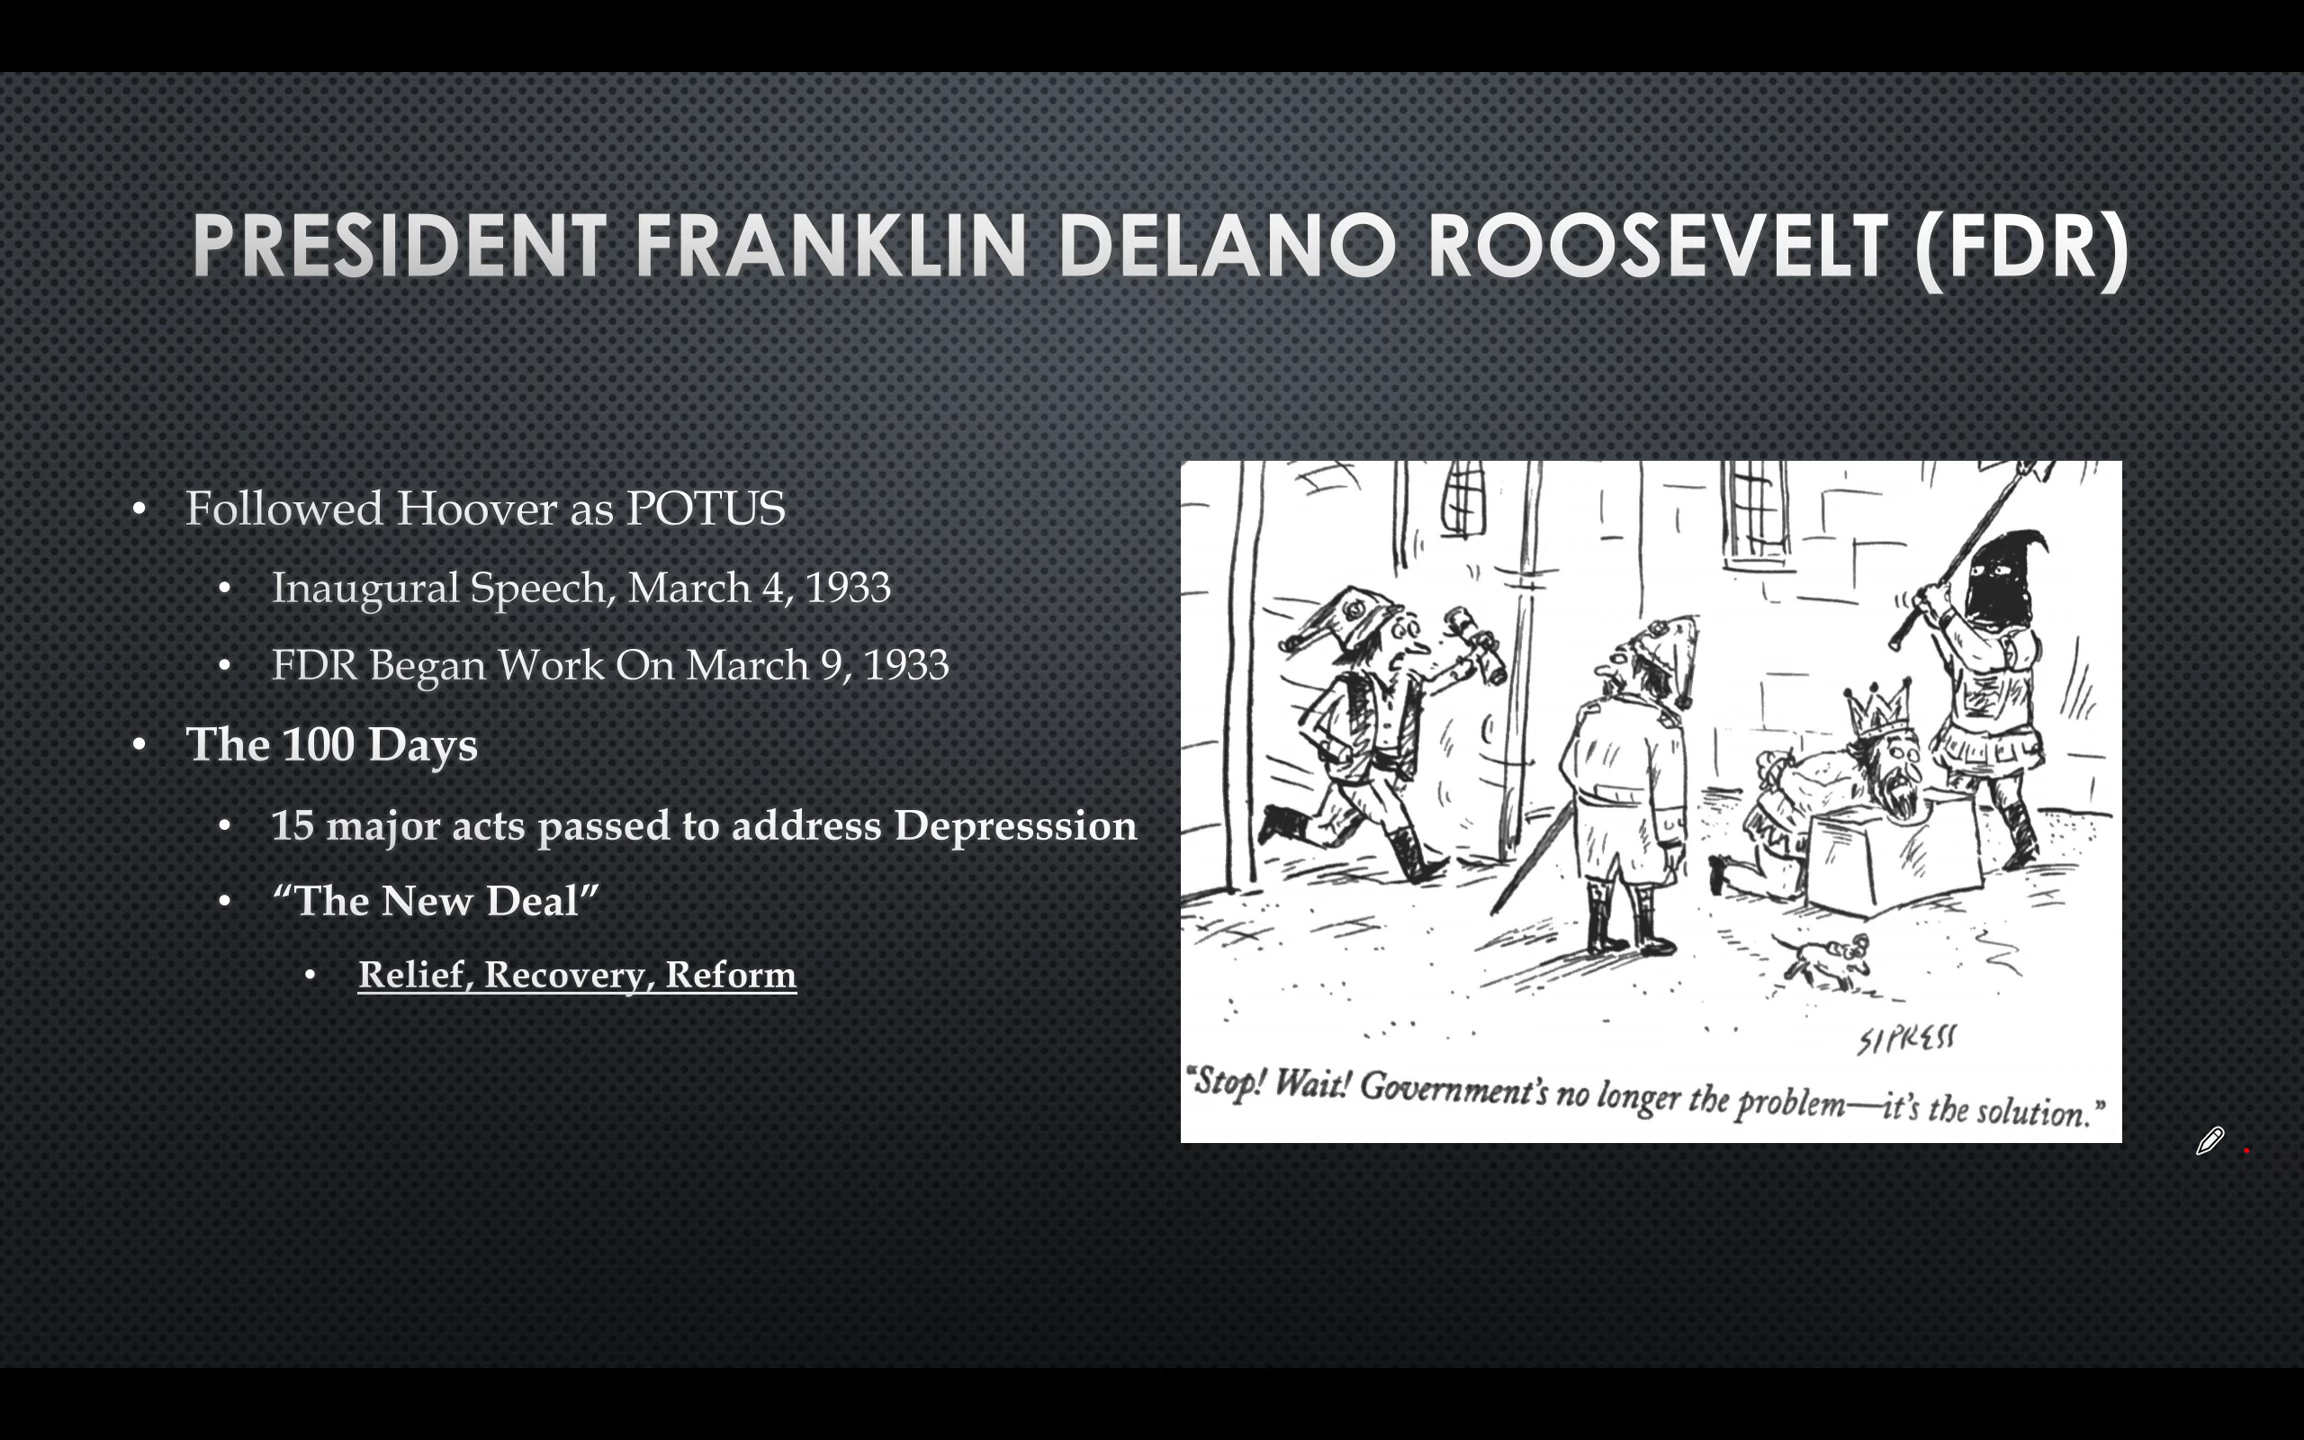 PRESIDENT FRANKLIN DELANO ROOSEVELT (FDR)
• Followed Hoover as POTUS
• Inaugural Speech, March 4, 1933
• FDR Began Work On March 9, 1933
• The 100 Days
• 15 major acts passed to address Depresssion
• “The New Deal”
• Relief, Recovery, Reform
SIPRESS
“Stop! Wait! Government’s no longer the problem—it’s the solution.”